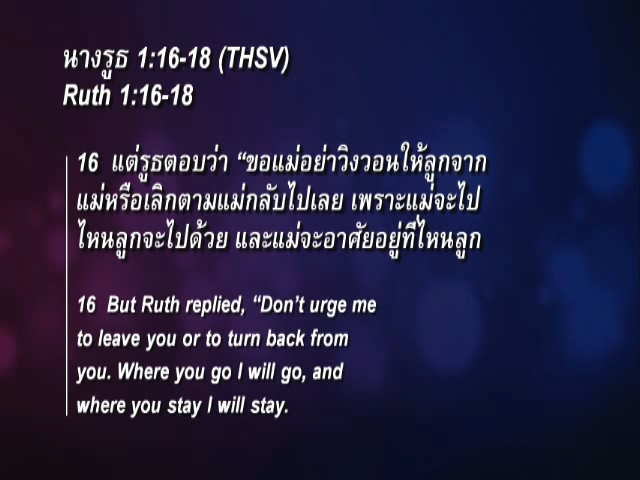 นางรูธ 1:16-18 (THSV)
Ruth 1:16-18
16 แต่รูธตอบว่า “ขอแม่อย่าวิงวอนให้ลูกจาก
แม่หรือเลิกตามแม่กลับไปเลย เพราะแม่จะไป
ไหนลูกจะไปด้วย และแม่จะอาศัยอยู่ที่ไหนลูก
16 But Ruth replied, “Don’t urge me
to leave you or to turn back from
you. Where you go I will go, and
where you stay I will stay.